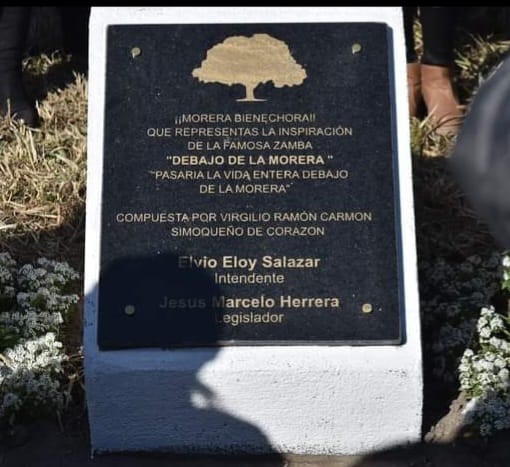 ¡¡MORERA BIENECHORA!!
QUE REPRESENTAS LA INSPIRACIÓN
DE LA FAMOSA ZAMBA
"DEBAJO DE LA MORERA "
"PASARIA LA VIDA ENTERA DEBAJO
DE LA MORERA"
COMPUESTA POR VIRGILIO RAMÓN CARMON
SIMOQUEÑO DE CORAZON
Elvio Eloy Salazar
Intendente
Jesus Marcelo Herrera
Legislador